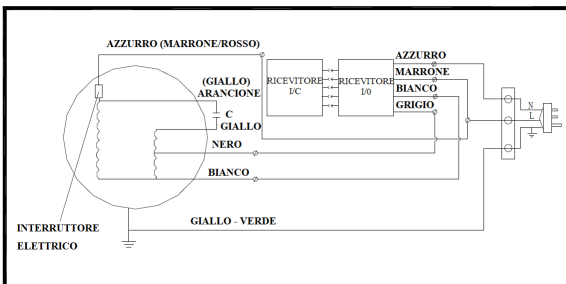 AZZURRO (MARRONE/ROSSO)
AZZURRO
MARRONE
(GIALLO)
ARANCIONE
RICEVITORE
I/C
RICEVITORE
I/0
BIANCO
GRIGIO
N
L
C
GIALLO
NERO
BIANCO
GIALLO - VERDE
INTERRUTTORE
ELETTRICO